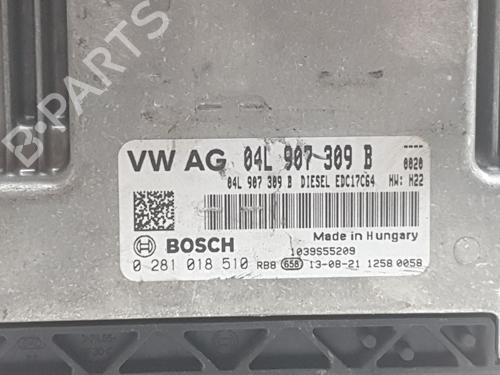 B-PARTS
VW AG 04L 907 309 B ----
0020
04L 907 309 B DIESEL EDC17C64 HW: H22
Made in Hungary
BOSCH 1039S55209
0 281 018 510 RB8 658 13-08-21 1258 0058